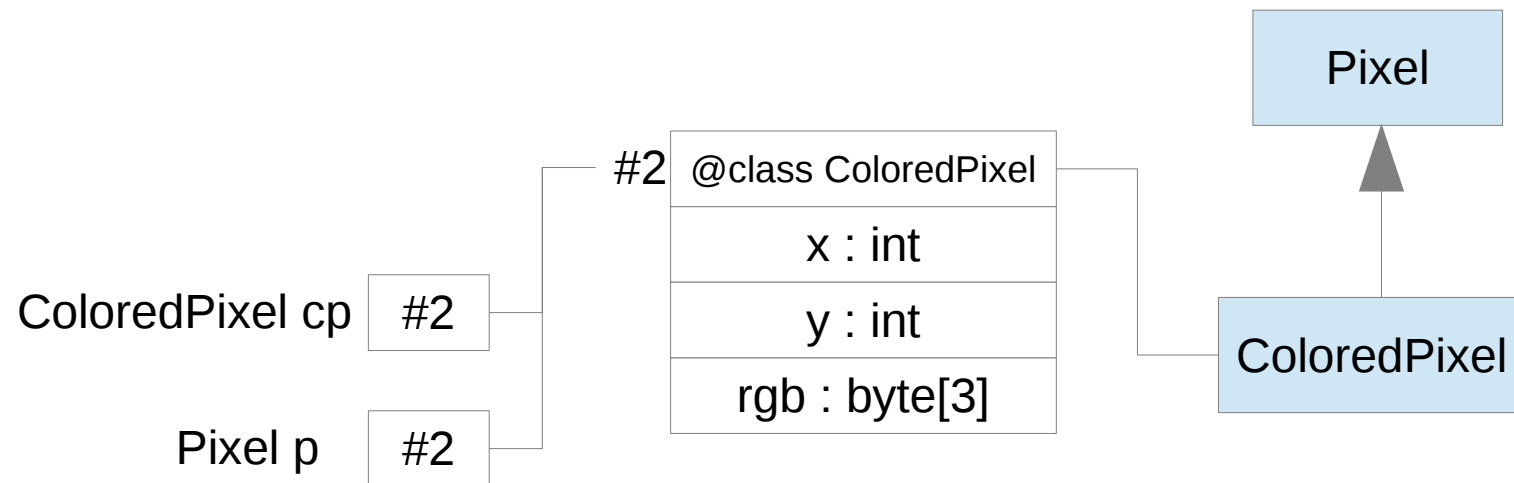 Pixel
#2 @class ColoredPixel
x : int
ColoredPixel cp #2
y : int
ColoredPixel
rgb : byte[3]
Pixel p #2